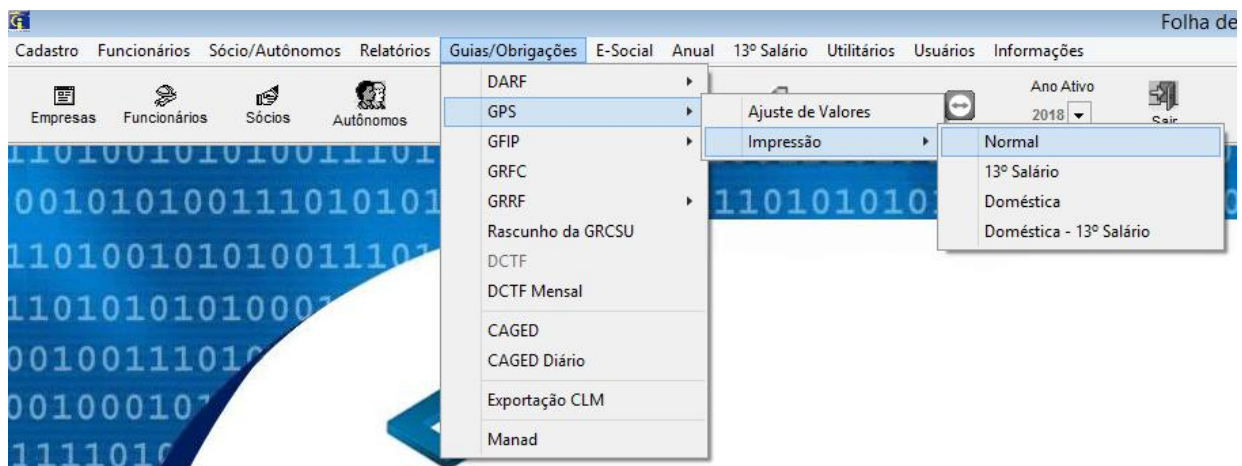 Folha de
Cadastro Funcionários Sócio/Autônomos Relatórios Guias/Obrigações E-Social Anual 13º Salário Utilitários Usuários Informações
Empresas Funcionários Sócios Autônomos
Ano Ativo
2018
Sair
DARF
GPS
GFIP
GRFC
GRRF
Rascunho da GRCSU
DCTF
DCTF Mensal
CAGED
CAGED Diário
Exportação CLM
Manad
Ajuste de Valores
Impressão
Normal
13º Salário
Doméstica
Doméstica - 13º Salário